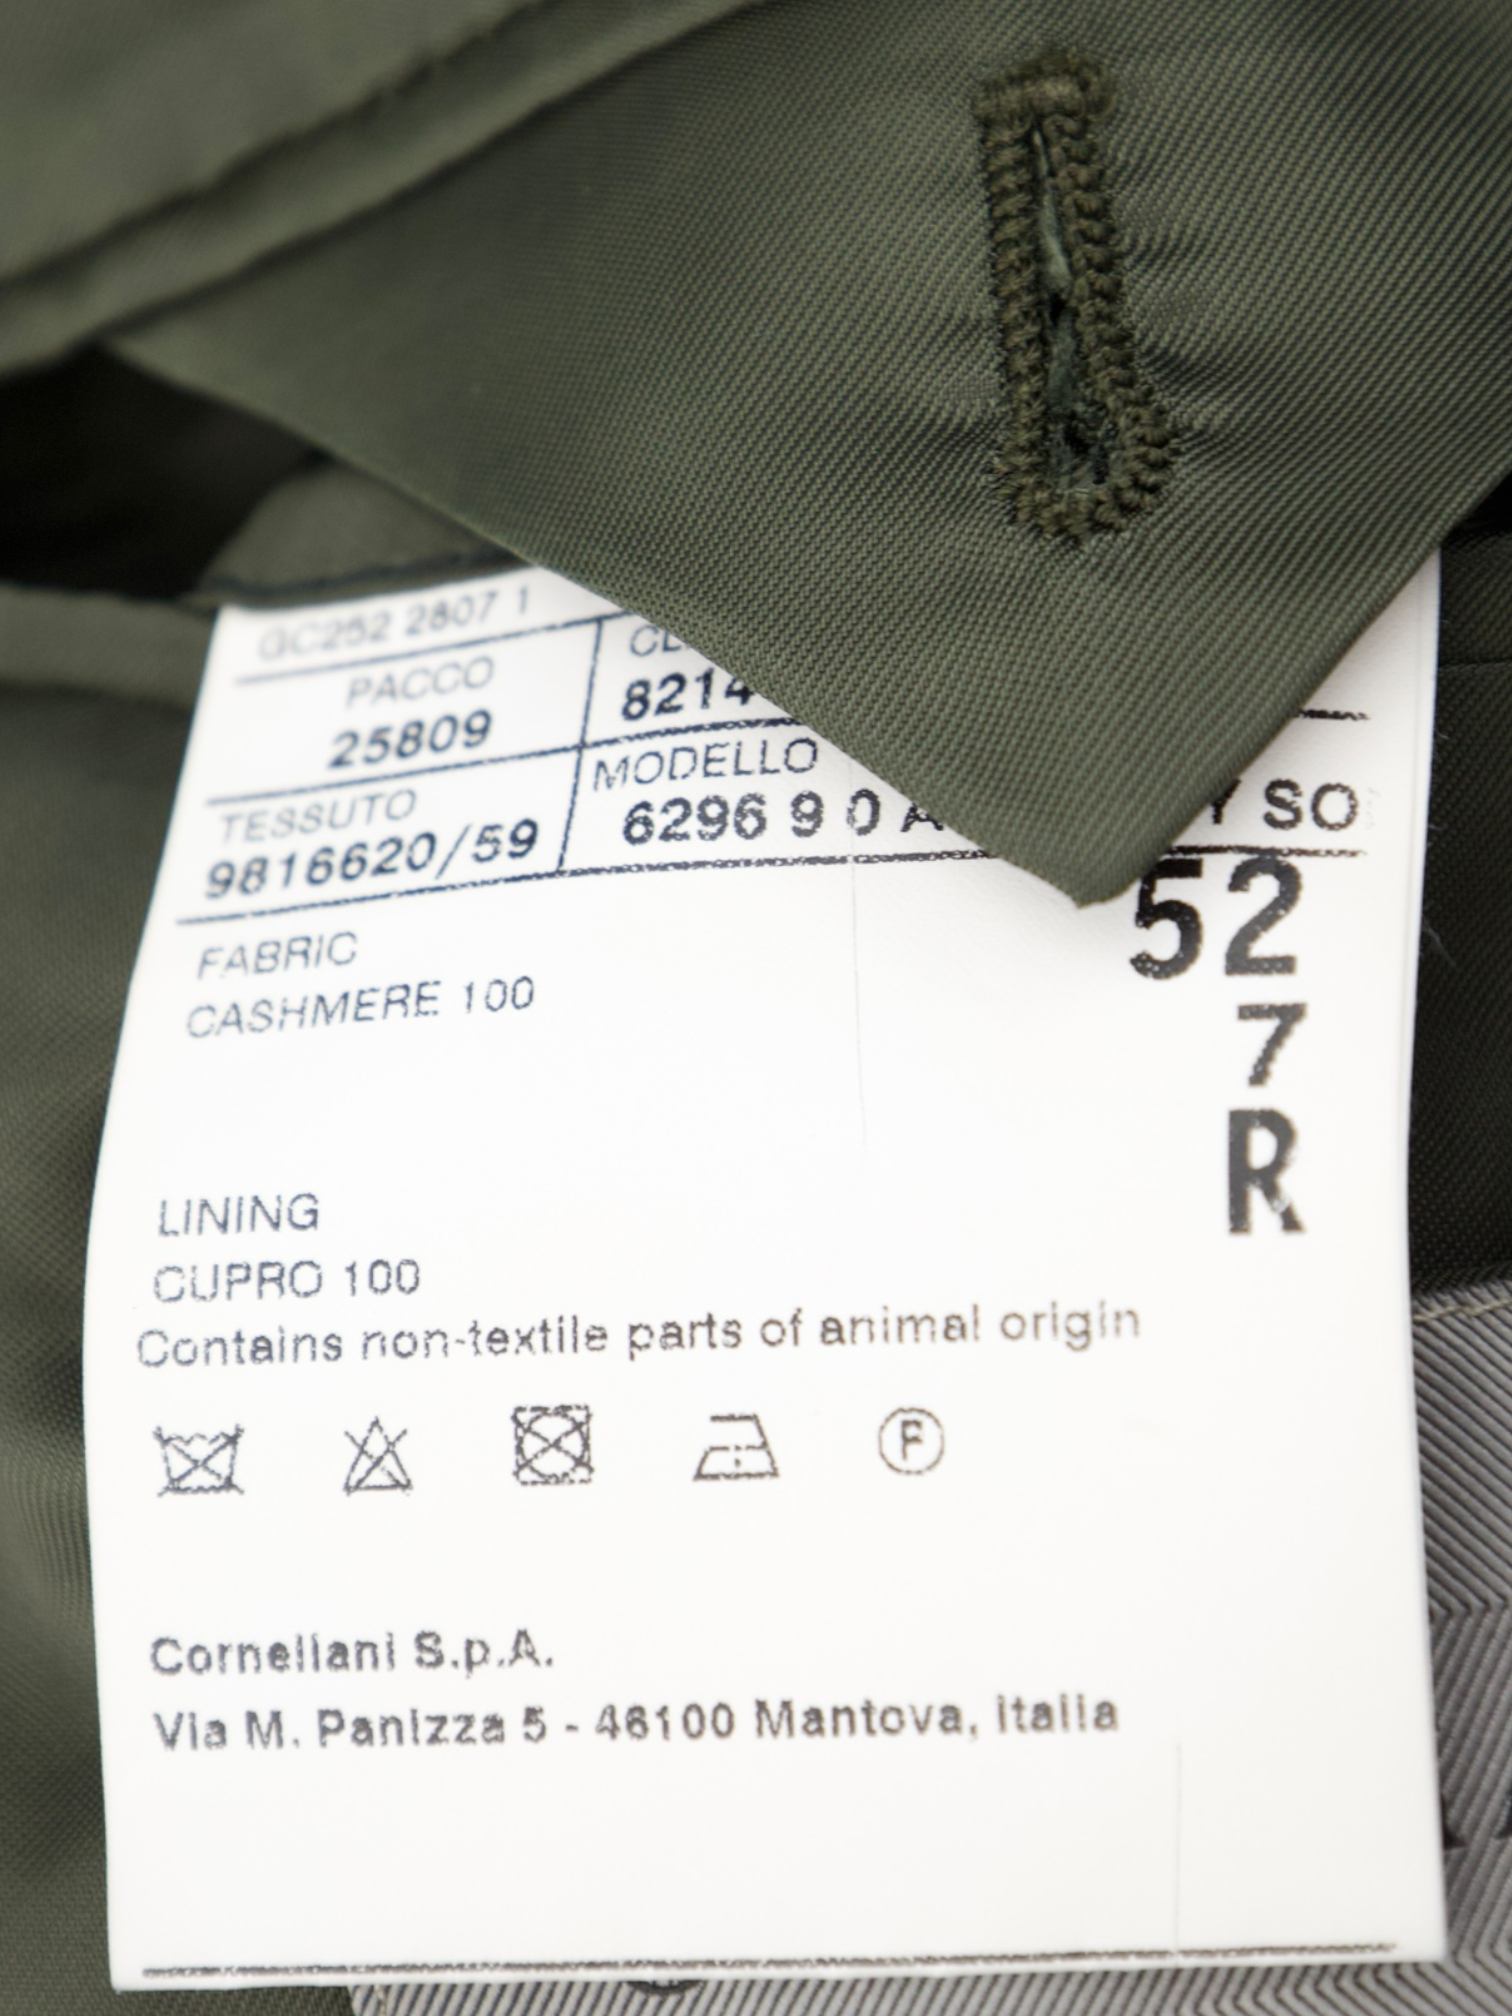 GC252 2807 1
PACCO
25809
8214
TESSUTO
9816620/59
MODELLO
6296 9 0 A
Y SO
52
7
R
FABRIC
CASHMERE 100
LINING
CUPRO 100
Contains non-textile parts of animal origin
F
Corneliani S.p.A.
Via M. Panizza 5 - 46100 Mantova, Italia